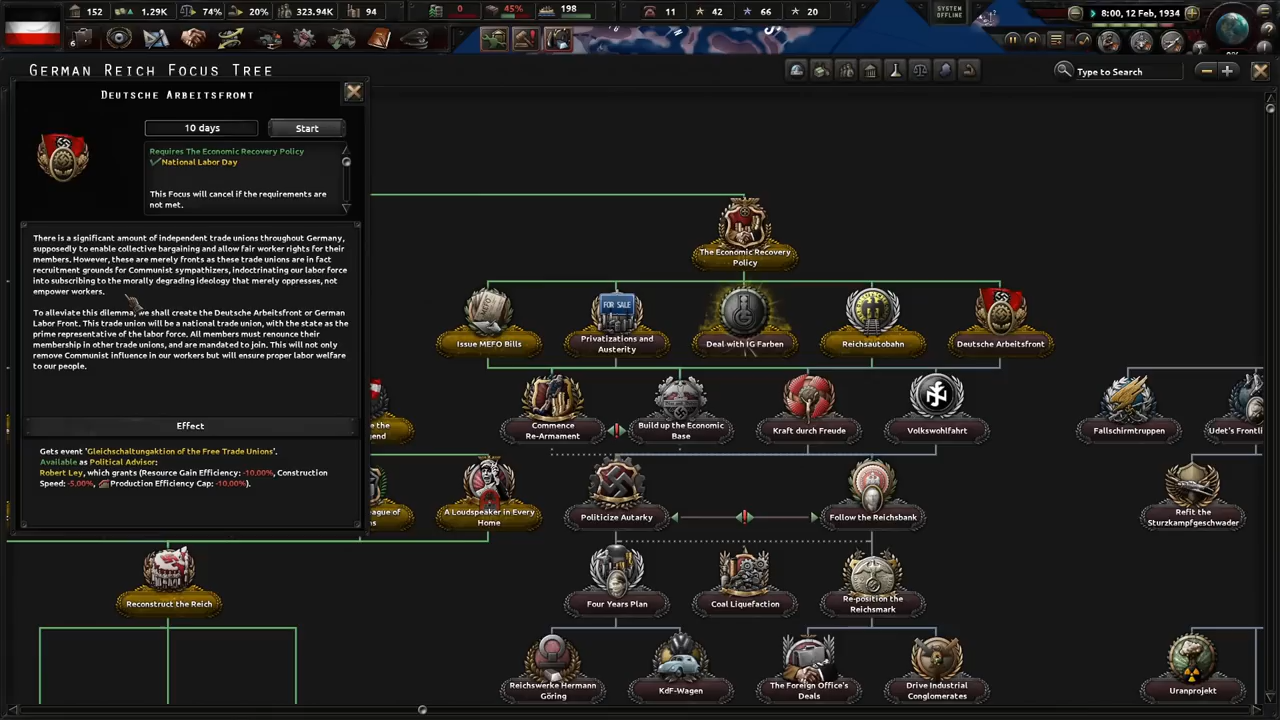 152
1.29K
74%
20%
323.94K
94
0
45%
198
11
42
66
20
SYSTEM
OFFLINE
8:00, 12 Feb, 1934
German Reich Focus Tree
Type to Search
Deutsche Arbeitsfront
10 days
Start
Requires The Economic Recovery Policy
National Labor Day
This Focus will cancel if the requirements are
not met.
There is a significant amount of independent trade unions throughout Germany,
supposedly to enable collective bargaining and allow fair worker rights for their
members. However, these are merely fronts as these trade unions are in fact
recruitment grounds for Communist sympathizers, indoctrinating our labor force
into subscribing to the morally degrading ideology that merely oppresses, not
empower workers.
To alleviate this dilemma, we shall create the Deutsche Arbeitsfront or German
Labor Front. This trade union will be a national trade union, with the state as the
prime representative of the labor force. All members must renounce their
membership in other trade unions, and are mandated to join. This will not only
remove Communist influence in our workers but will ensure proper labor welfare
to our people.
Effect
Gets event 'Gleichschaltungaktion of the Free Trade Unions'.
Available as Political Advisor:
Robert Ley, which grants (Resource Gain Efficiency: -10,00%, Construction
Speed: -5,00%, Production Efficiency Cap: -10,00%).
The Economic Recovery
Policy
Issue MEFO Bills
FOR SALE
Privatizations and
Austerity
Deal with IG Farben
Reichsautobahn
Deutsche Arbeitsfront
Commence
Re-Armament
Build up the Economic
Base
Kraft durch Freude
Volkswohlfahrt
Fallschirmtruppen
Udet's Frontli
A Loudspeaker in Every
Home
Politicize Autarky
Follow the Reichsbank
Refit the
Sturzkampfgeschwader
Reconstruct the Reich
Four Years Plan
Coal Liquefaction
Re-position the
Reichsmark
Reichswerke Hermann
Göring
KdF-Wagen
The Foreign Office's
Deals
Drive Industrial
Conglomerates
Uranprojekt